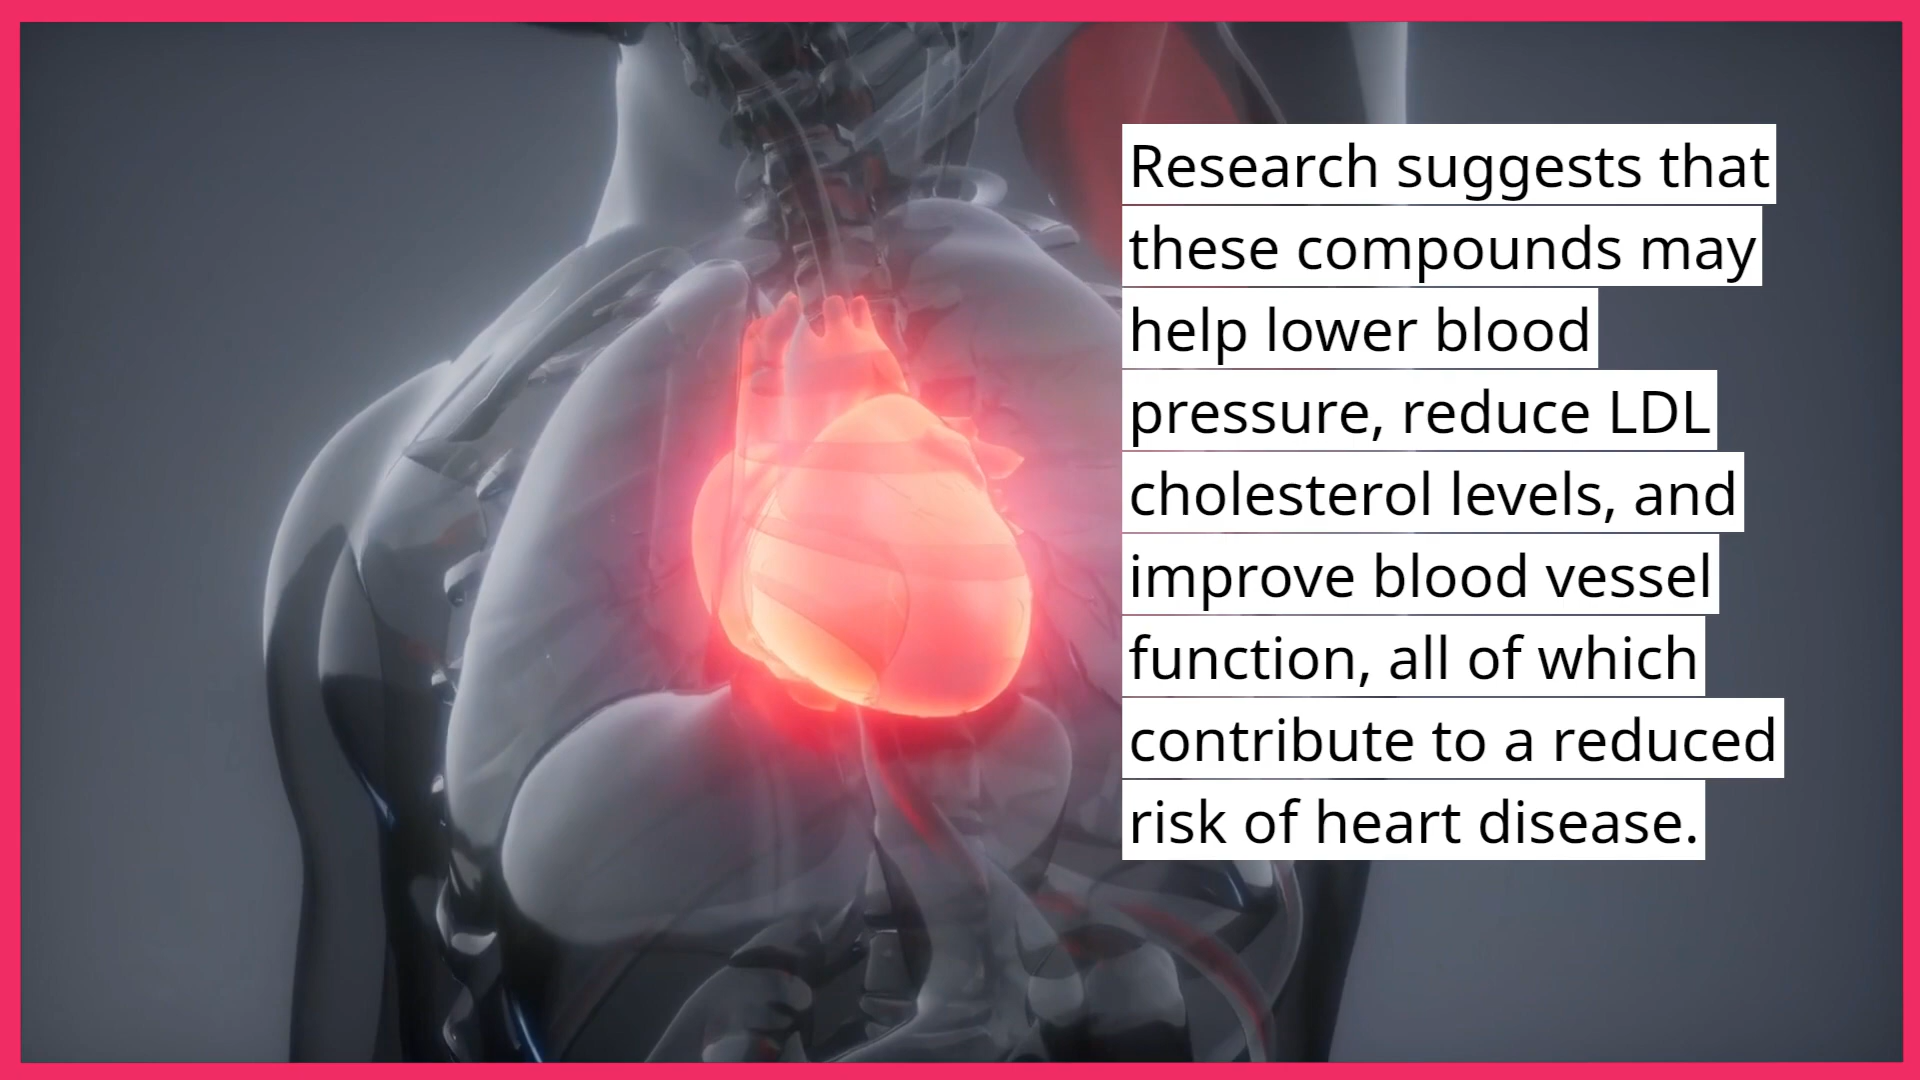 Research suggests that
these compounds may
help lower blood
pressure, reduce LDL
cholesterol levels, and
improve blood vessel
function, all of which
contribute to a reduced
risk of heart disease.